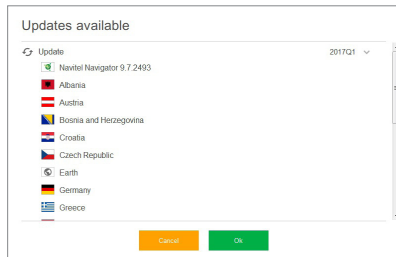 Updates available
Update 2017Q1
Navitel Navigator 9.7.2493
Albania
Austria
Bosnia and Herzegovina
Croatia
Czech Republic
Earth
Germany
Greece
Cancel Ok